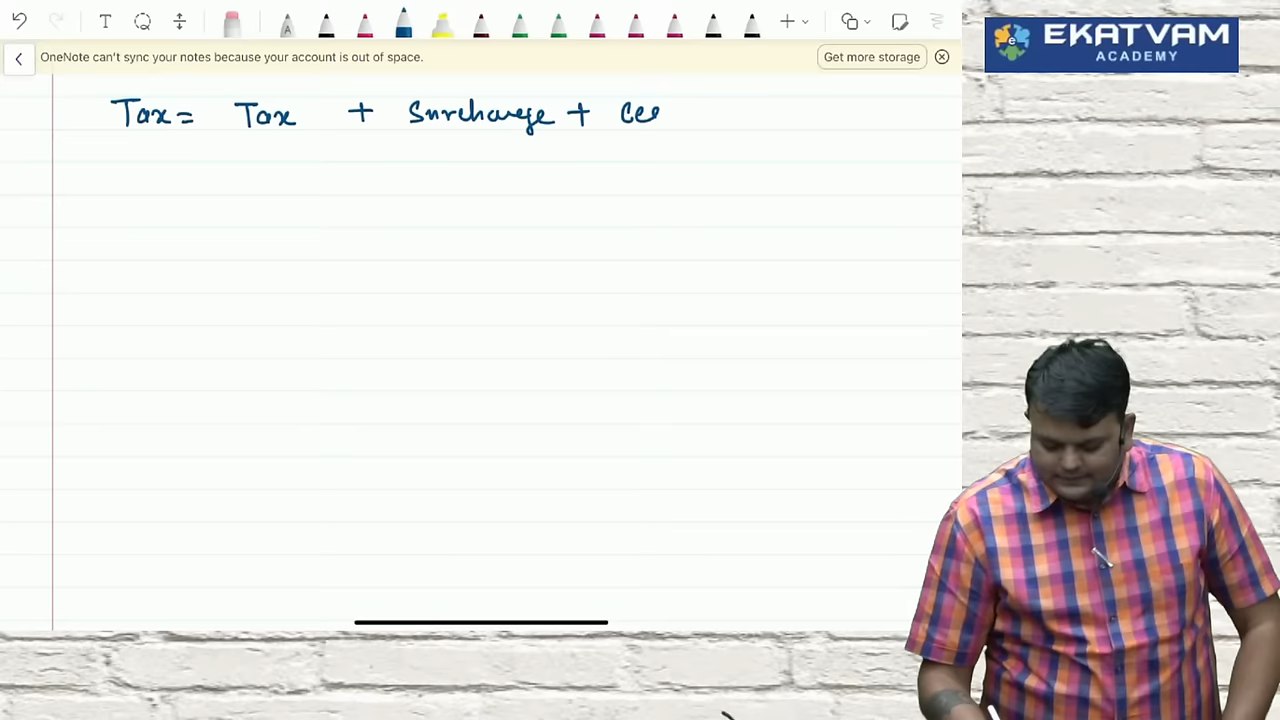 EKATVAM
ACADEMY
OneNote can't sync your notes because your account is out of space.
Get more storage
Tax = Tax + Surcharge + Ces